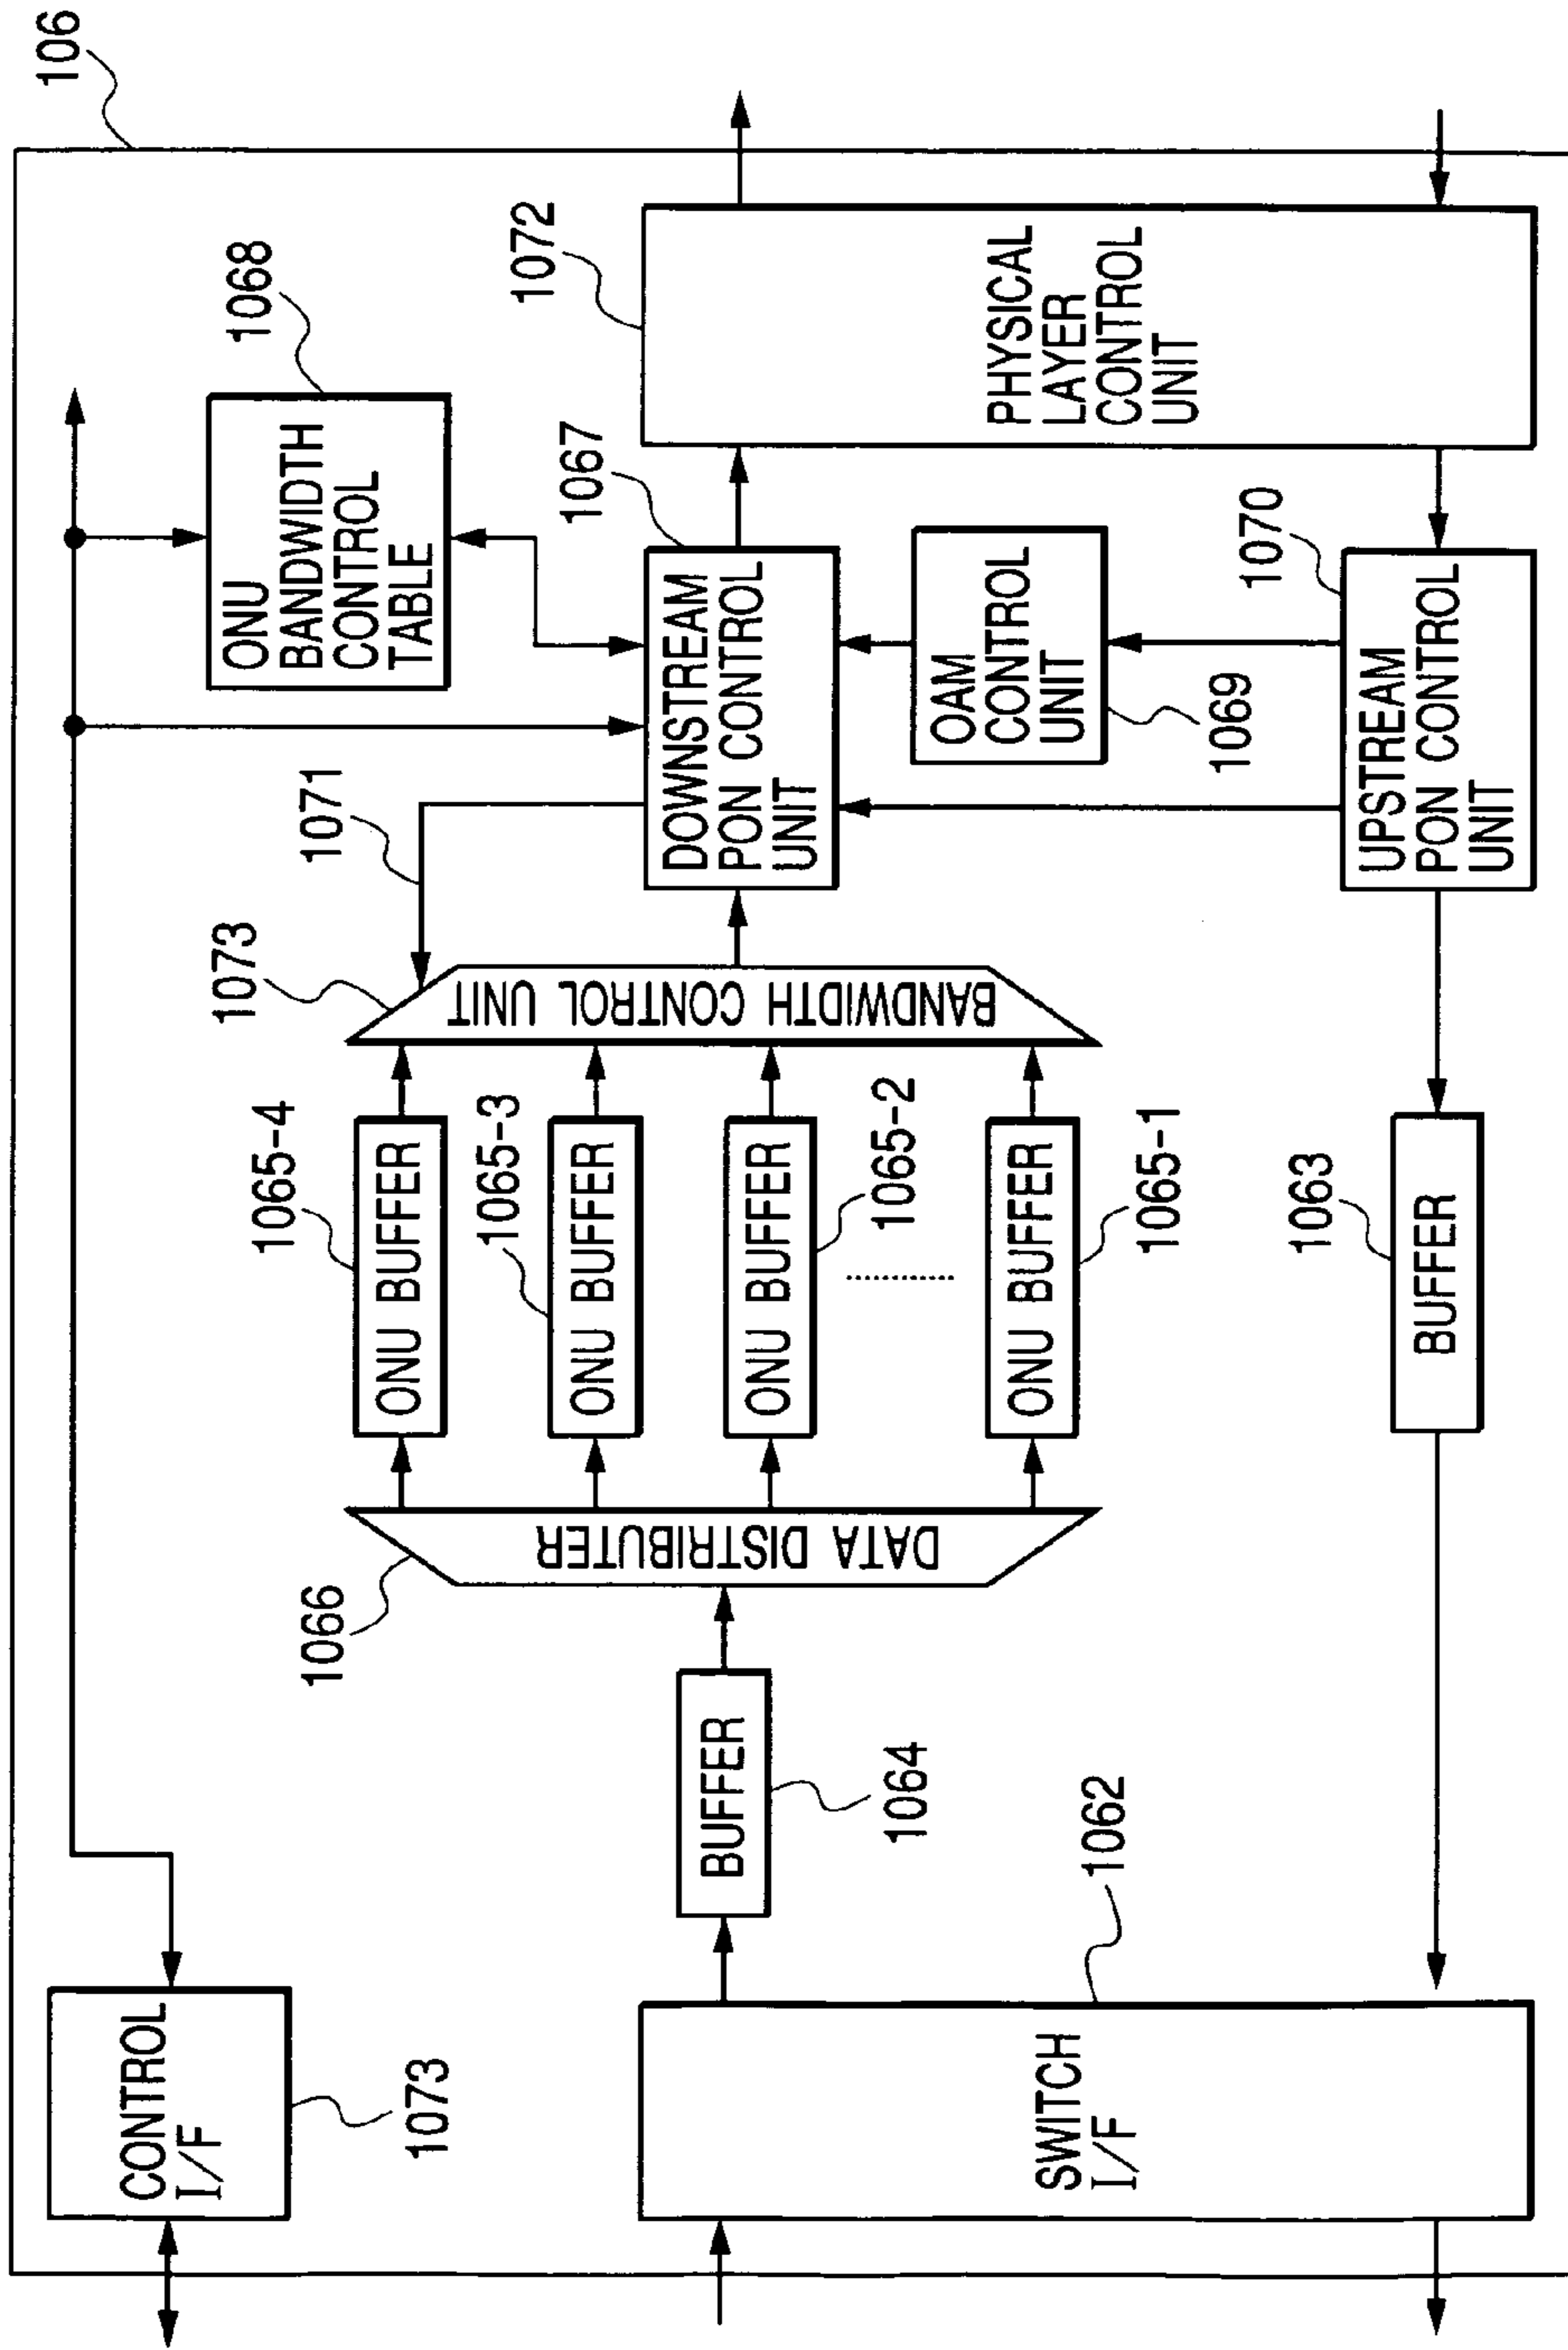 106
CONTROL
I/F
1073
SWITCH
I/F
1062
BUFFER
1064
DATA DISTRIBUTER
1066
ONU BUFFER
1065-4
ONU BUFFER
1065-3
ONU BUFFER
1065-2
ONU BUFFER
1065-1
BANDWIDTH CONTROL UNIT
1073
1071
ONU
BANDWIDTH
CONTROL
TABLE
1068
DOWNSTREAM
PON CONTROL
UNIT
1067
OAM
CONTROL
UNIT
1069
UPSTREAM
PON CONTROL
UNIT
1070
PHYSICAL
LAYER
CONTROL
UNIT
1072
BUFFER
1063